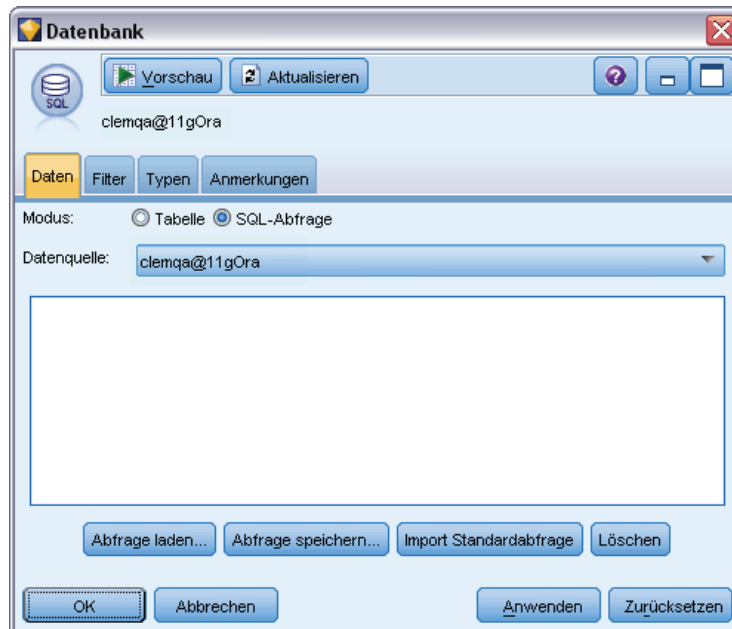 Datenbank
Vorschau Aktualisieren
SQL
clemqa@11gOra
Daten Filter Typen Anmerkungen
Modus: Tabelle SQL-Abfrage
Datenquelle: clemqa@11gOra
Abfrage laden... Abfrage speichern... Import Standardabfrage Löschen
OK Abbrechen Anwenden Zurücksetzen